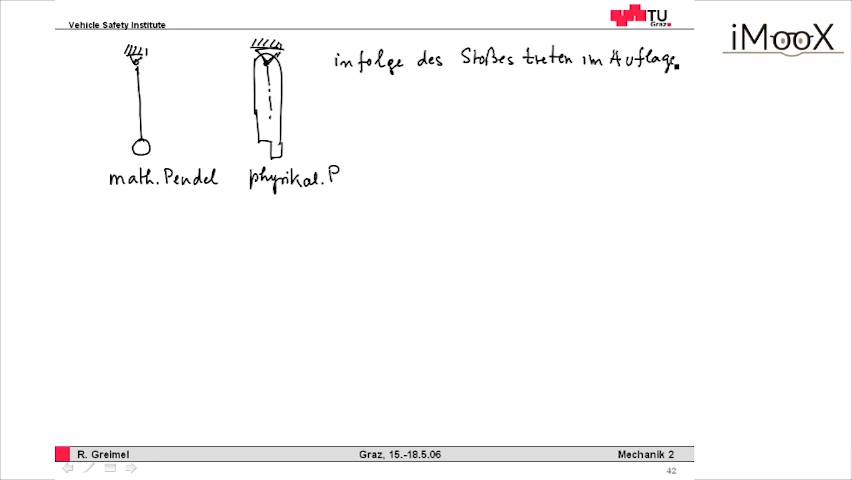 Vehicle Safety Institute
TU
Graz
iMooX
infolge des Stoßes treten im Auflage
math. Pendel
physikal. P
R. Greimel
Graz, 15.-18.5.06
Mechanik 2
42